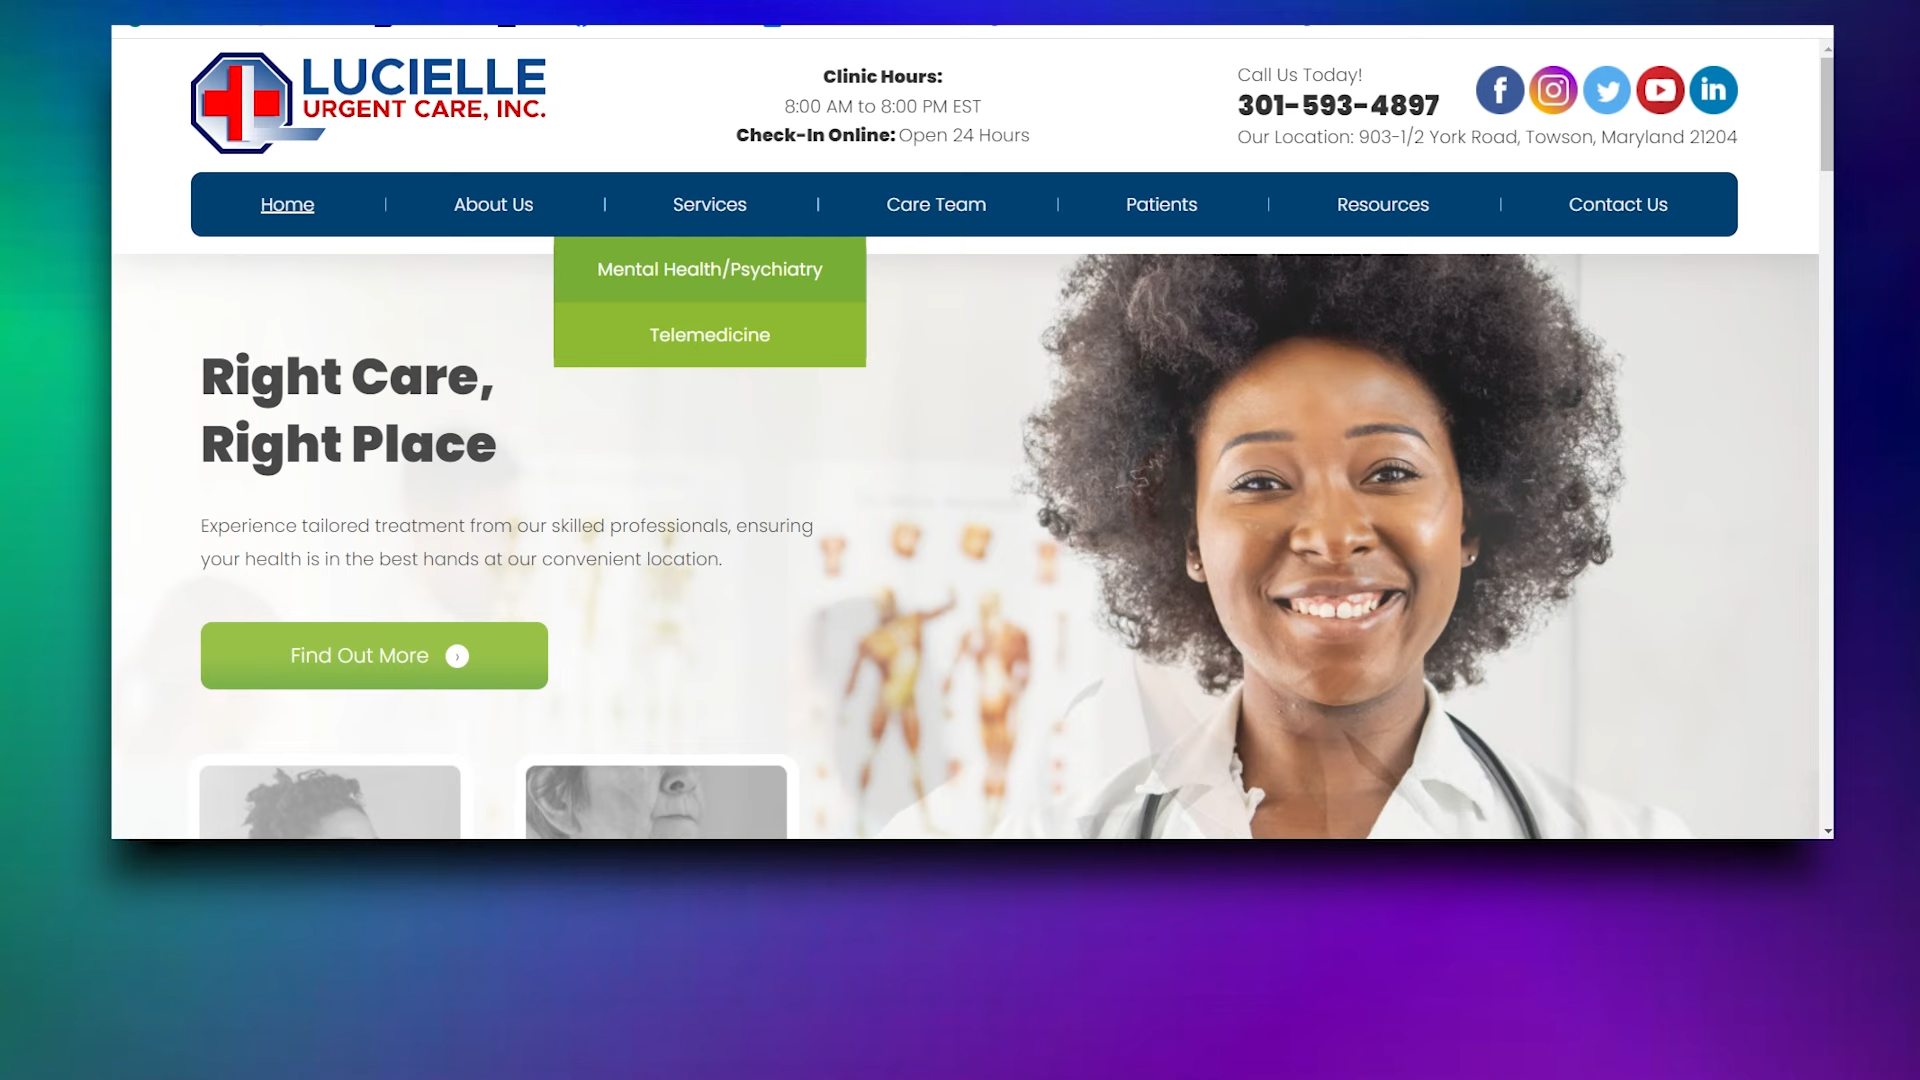 LUCIELLE
URGENT CARE, INC.
Clinic Hours:
8:00 AM to 8:00 PM EST
Check-In Online: Open 24 Hours
Call Us Today!
301-593-4897
Our Location: 903-1/2 York Road, Towson, Maryland 21204
Home | About Us | Services | Care Team | Patients | Resources | Contact Us
Mental Health/Psychiatry
Telemedicine
Right Care,
Right Place
Experience tailored treatment from our skilled professionals, ensuring
your health is in the best hands at our convenient location.
Find Out More